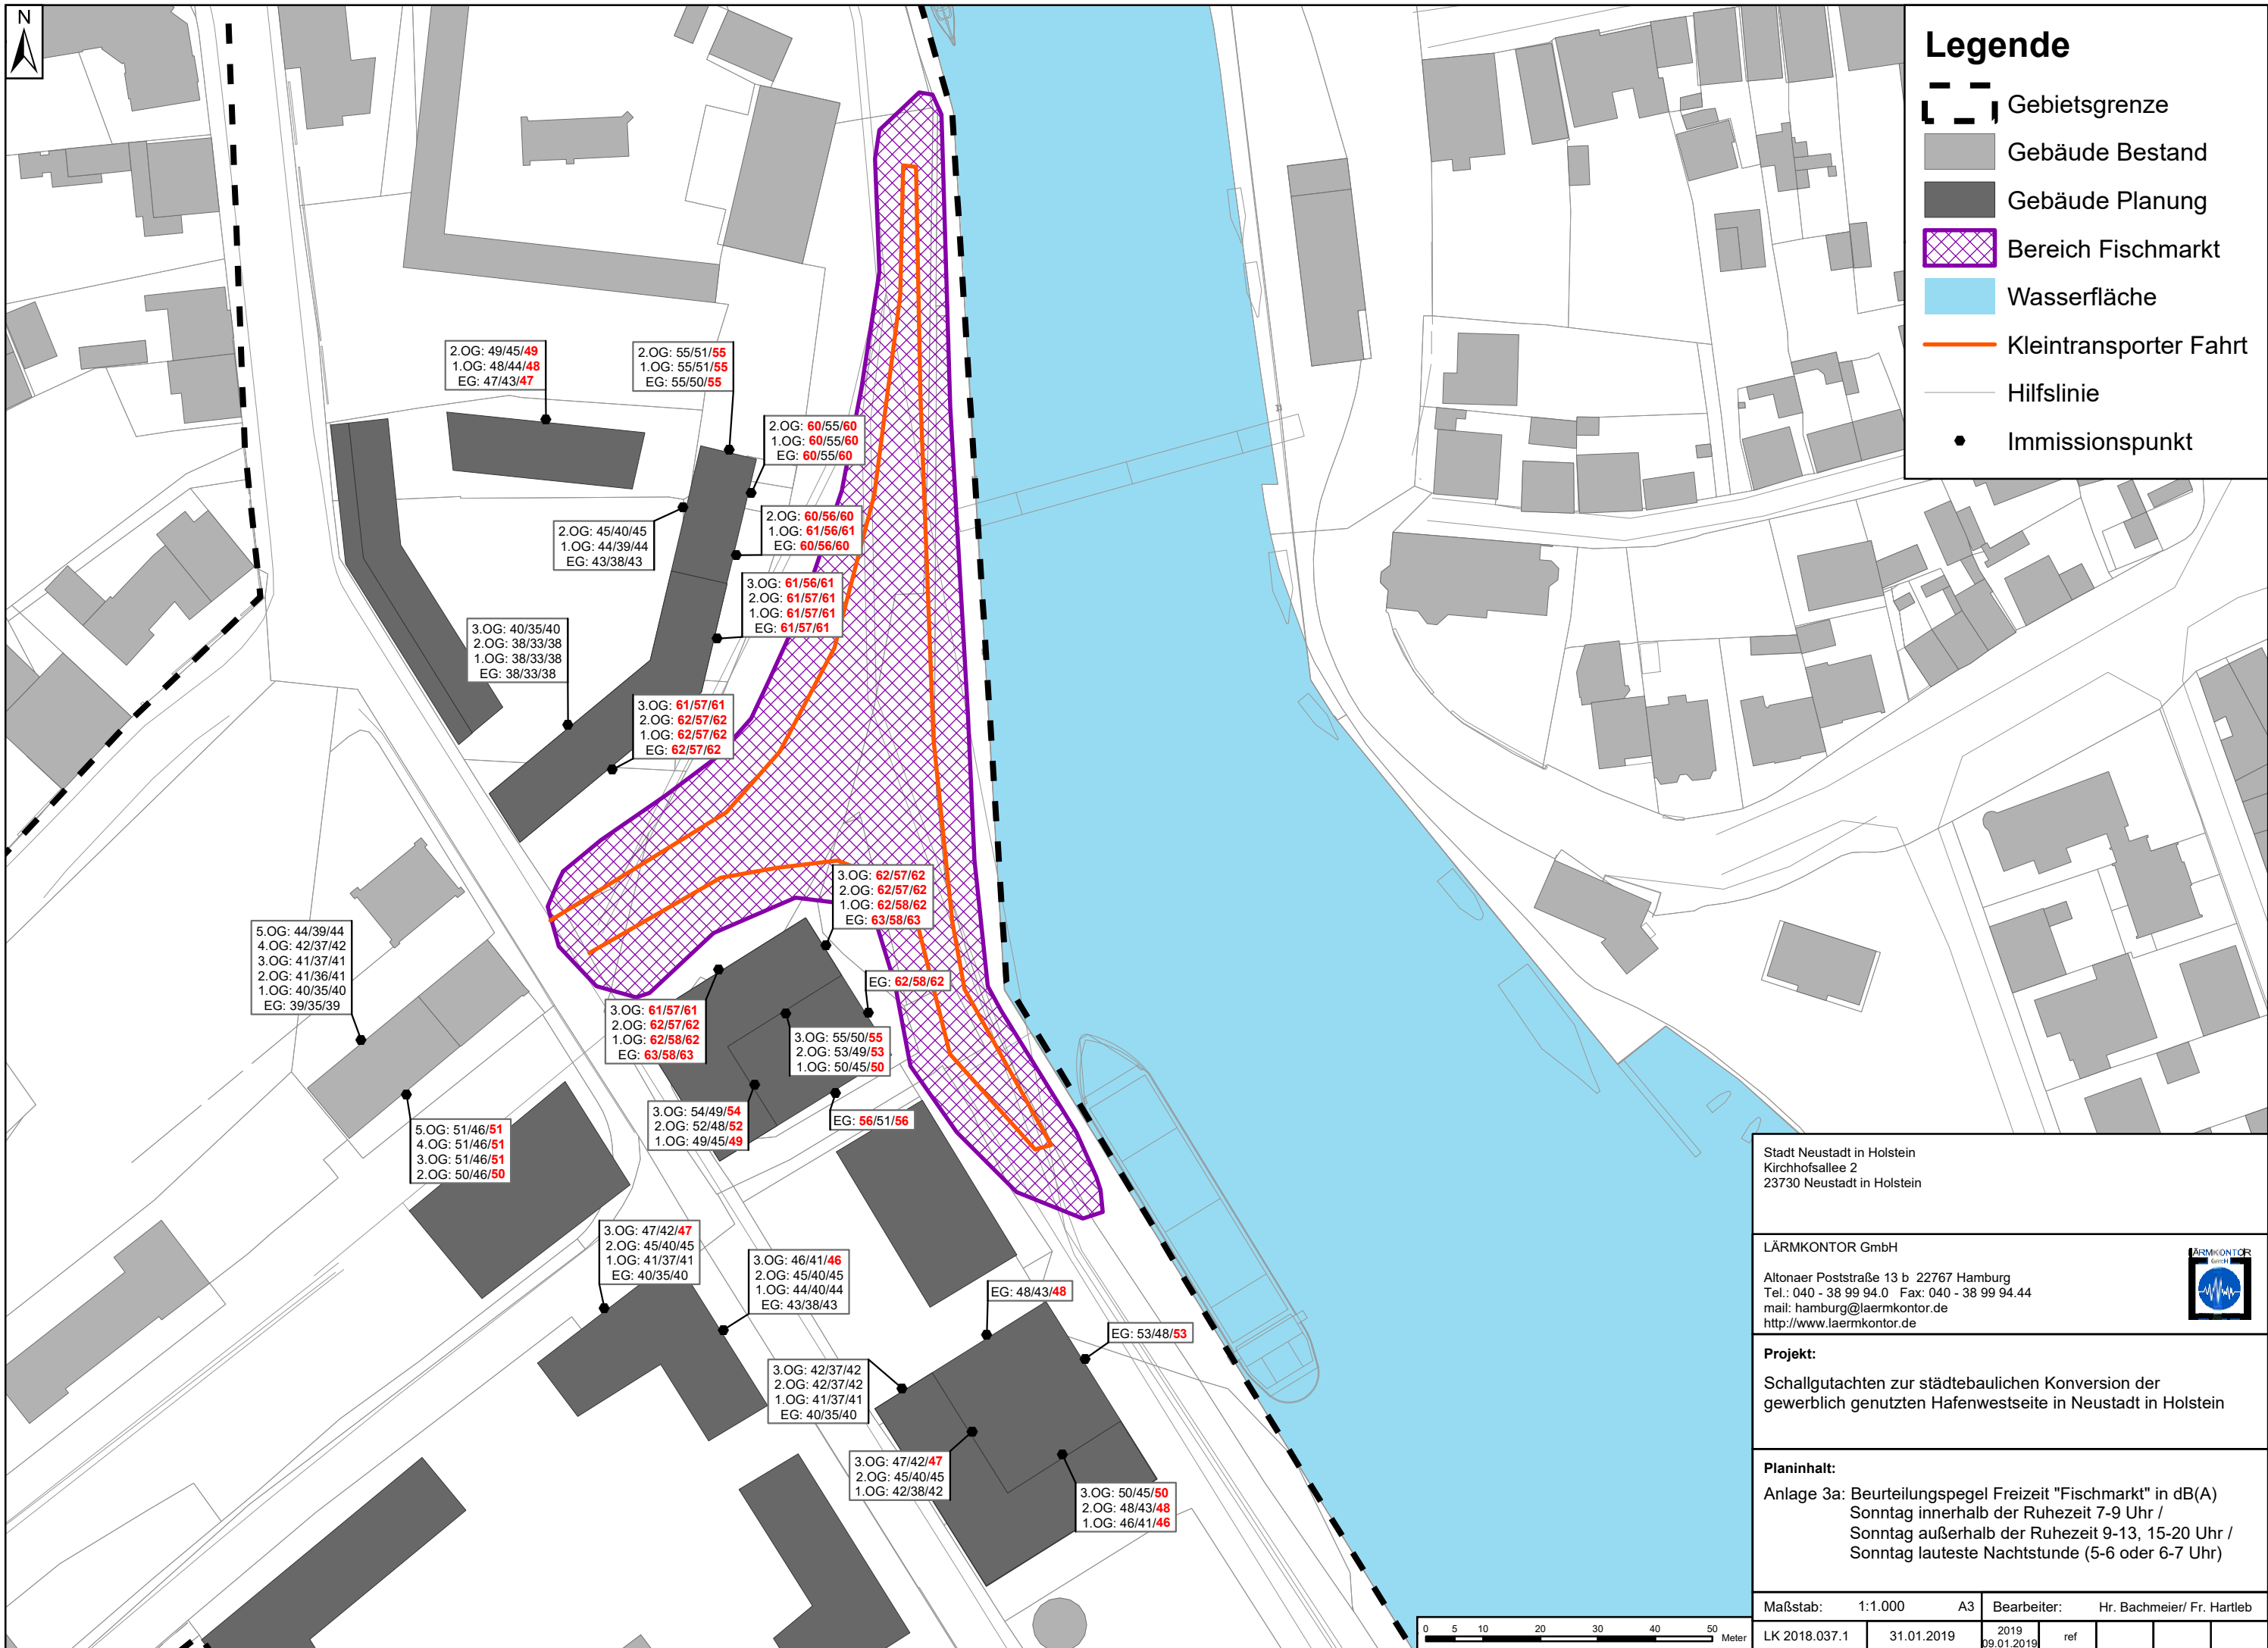 N
Legende
Gebietsgrenze
Gebäude Bestand
Gebäude Planung
Bereich Fischmarkt
Wasserfläche
Kleintransporter Fahrt
Hilfslinie
Immissionspunkt
2.OG: 49/45/49
1.OG: 48/44/48
EG: 47/43/47
2.OG: 55/51/55
1.OG: 55/51/55
EG: 55/50/55
2.OG: 60/55/60
1.OG: 60/55/60
EG: 60/55/60
2.OG: 45/40/45
1.OG: 44/39/44
EG: 43/38/43
2.OG: 60/56/60
1.OG: 61/56/61
EG: 60/56/60
3.OG: 61/56/61
2.OG: 61/57/61
1.OG: 61/57/61
EG: 61/57/61
3.OG: 40/35/40
2.OG: 38/33/38
1.OG: 38/33/38
EG: 38/33/38
3.OG: 61/57/61
2.OG: 62/57/62
1.OG: 62/57/62
EG: 62/57/62
3.OG: 62/57/62
2.OG: 62/57/62
1.OG: 62/58/62
EG: 63/58/63
5.OG: 44/39/44
4.OG: 42/37/42
3.OG: 41/37/41
2.OG: 41/36/41
1.OG: 40/35/40
EG: 39/35/39
EG: 62/58/62
3.OG: 61/57/61
2.OG: 62/57/62
1.OG: 62/58/62
EG: 63/58/63
3.OG: 55/50/55
2.OG: 53/49/53
1.OG: 50/45/50
3.OG: 54/49/54
2.OG: 52/48/52
1.OG: 49/45/49
EG: 56/51/56
5.OG: 51/46/51
4.OG: 51/46/51
3.OG: 51/46/51
2.OG: 50/46/50
3.OG: 47/42/47
2.OG: 45/40/45
1.OG: 41/37/41
EG: 40/35/40
3.OG: 46/41/46
2.OG: 45/40/45
1.OG: 44/40/44
EG: 43/38/43
EG: 48/43/48
EG: 53/48/53
3.OG: 42/37/42
2.OG: 42/37/42
1.OG: 41/37/41
EG: 40/35/40
3.OG: 47/42/47
2.OG: 45/40/45
1.OG: 42/38/42
3.OG: 50/45/50
2.OG: 48/43/48
1.OG: 46/41/46
Stadt Neustadt in Holstein
Kirchhofsallee 2
23730 Neustadt in Holstein
LÄRMKONTOR GmbH
Altonaer Poststraße 13 b 22767 Hamburg
Tel.: 040 - 38 99 94.0 Fax: 040 - 38 99 94.44
mail: hamburg@laermkontor.de
http://www.laermkontor.de
LÄRMKONTOR
GmbH
Projekt:
Schallgutachten zur städtebaulichen Konversion der
gewerblich genutzten Hafenwestseite in Neustadt in Holstein
Planinhalt:
Anlage 3a: Beurteilungspegel Freizeit "Fischmarkt" in dB(A)
Sonntag innerhalb der Ruhezeit 7-9 Uhr /
Sonntag außerhalb der Ruhezeit 9-13, 15-20 Uhr /
Sonntag lauteste Nachtstunde (5-6 oder 6-7 Uhr)
Maßstab: 1:1.000 A3 Bearbeiter: Hr. Bachmeier/ Fr. Hartleb
LK 2018.037.1 31.01.2019 2019 ref
09.01.2019
0 5 10 20 30 40 50 Meter